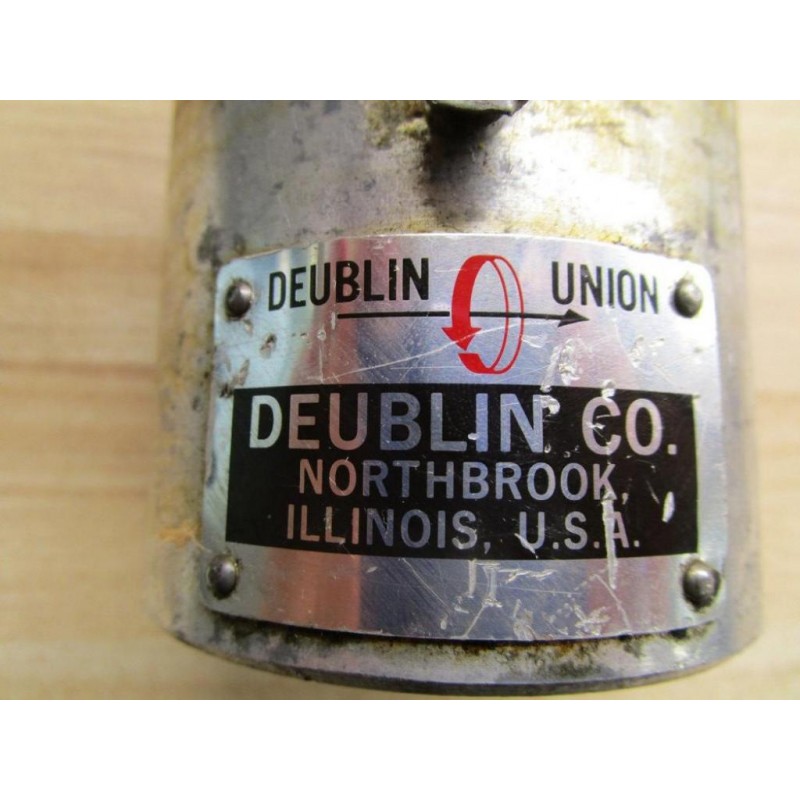 DEUBLIN UNION
DEUBLIN CO.
NORTHBROOK,
ILLINOIS, U.S.A.